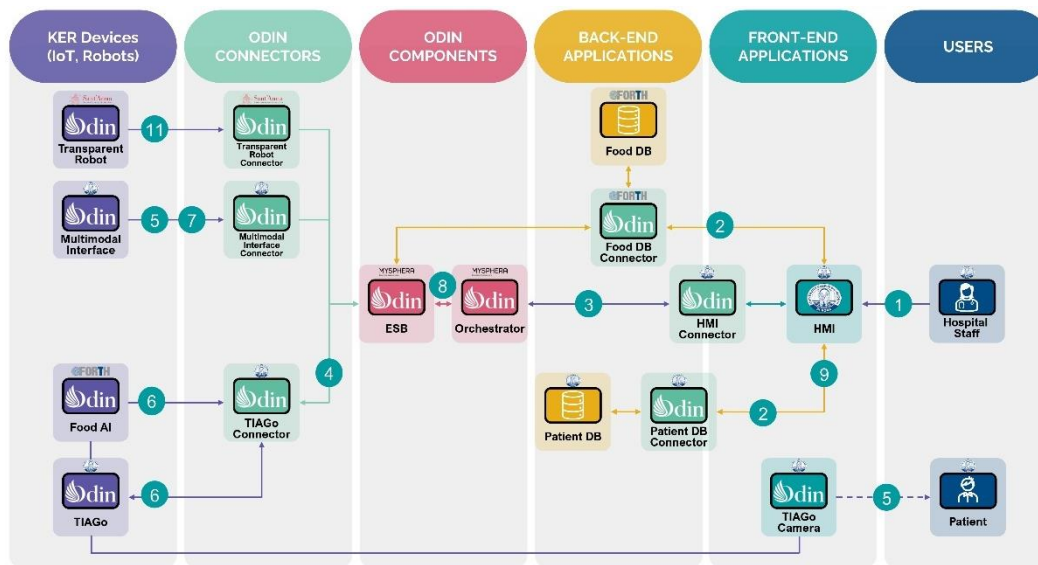 KER Devices
(IoT, Robots)
ODIN
CONNECTORS
ODIN
COMPONENTS
BACK-END
APPLICATIONS
FRONT-END
APPLICATIONS
USERS
Odin
Transparent
Robot
11
Odin
Transparent
Robot
Connector
FORTH
Food DB
Odin
Multimodal
Interface
5
7
Odin
Multimodal
Interface
Connector
FORTH
Odin
Food DB
Connector
2
MYSPHERA
Odin
ESB
8
MYSPHERA
Odin
Orchestrator
3
Odin
HMI
Connector
HMI
1
Hospital
Staff
4
9
FORTH
Odin
Food AI
6
Odin
TIAGo
Connector
Patient DB
Odin
Patient DB
Connector
2
Odin
TIAGo
6
Odin
TIAGo
Camera
5
Patient